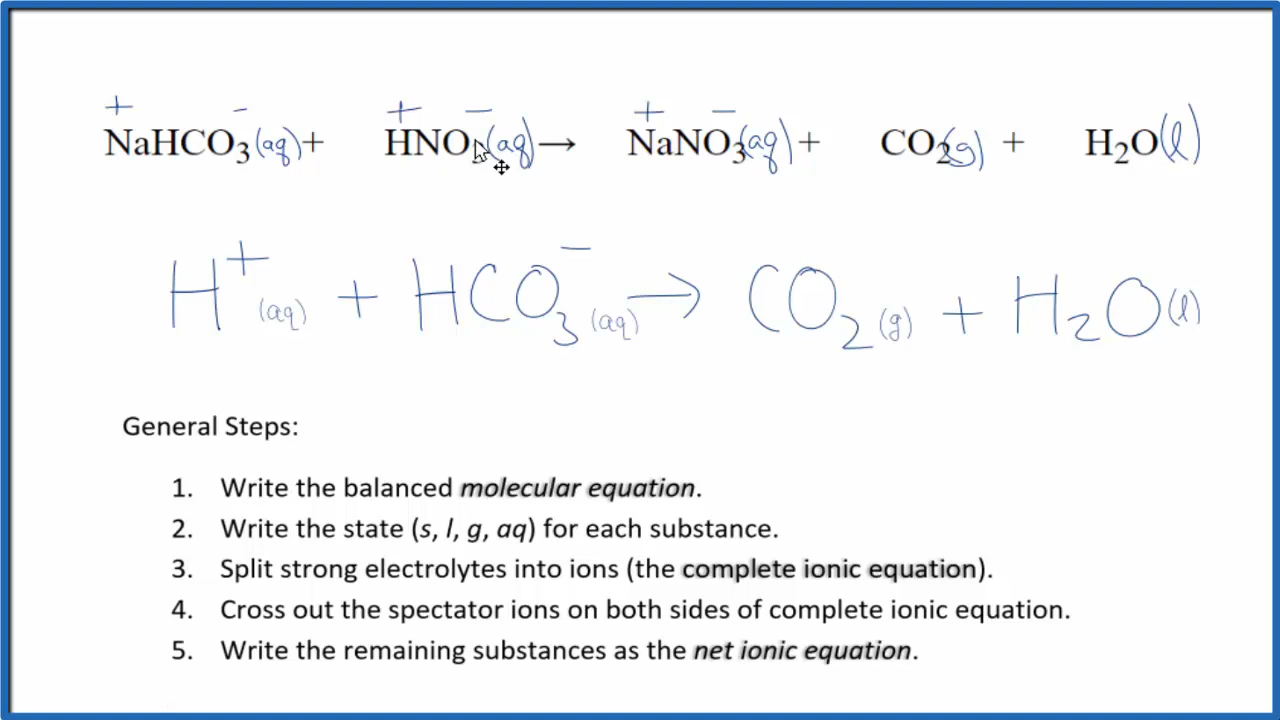 + - + - + -
NaHCO₃(aq) + HNO₃(aq) → NaNO₃(aq) + CO₂(g) + H₂O(l)
H⁺(aq) + HCO₃⁻(aq) → CO₂(g) + H₂O(l)
General Steps:
1. Write the balanced molecular equation.
2. Write the state (s, l, g, aq) for each substance.
3. Split strong electrolytes into ions (the complete ionic equation).
4. Cross out the spectator ions on both sides of complete ionic equation.
5. Write the remaining substances as the net ionic equation.